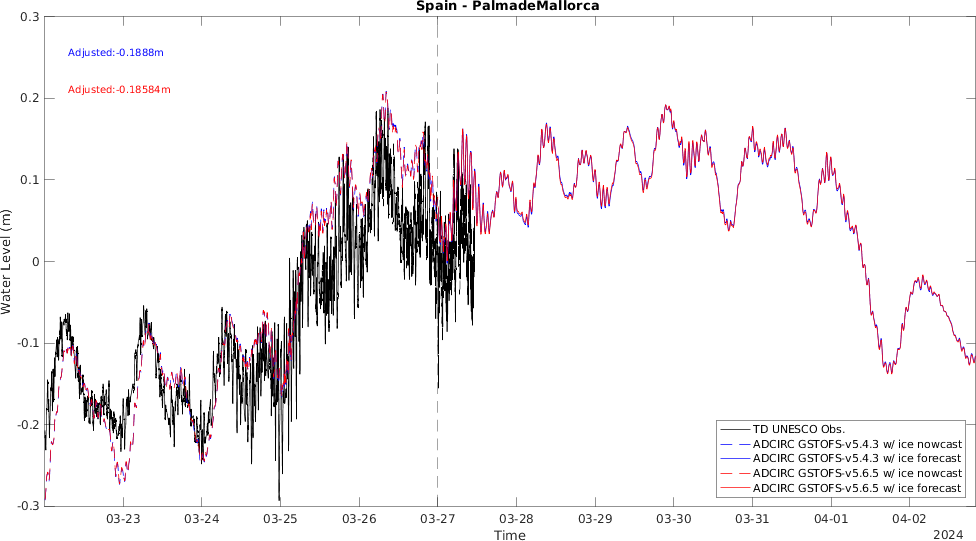 Spain - PalmadeMallorca
0.3
0.2
0.1
0
-0.1
-0.2
-0.3
Water Level (m)
Adjusted:-0.1888m
Adjusted:-0.18584m
TD UNESCO Obs.
ADCIRC GSTOFS-v5.4.3 w/ ice nowcast
ADCIRC GSTOFS-v5.4.3 w/ ice forecast
ADCIRC GSTOFS-v5.6.5 w/ ice nowcast
ADCIRC GSTOFS-v5.6.5 w/ ice forecast
03-23 03-24 03-25 03-26 03-27 03-28 03-29 03-30 03-31 04-01 04-02
Time
2024